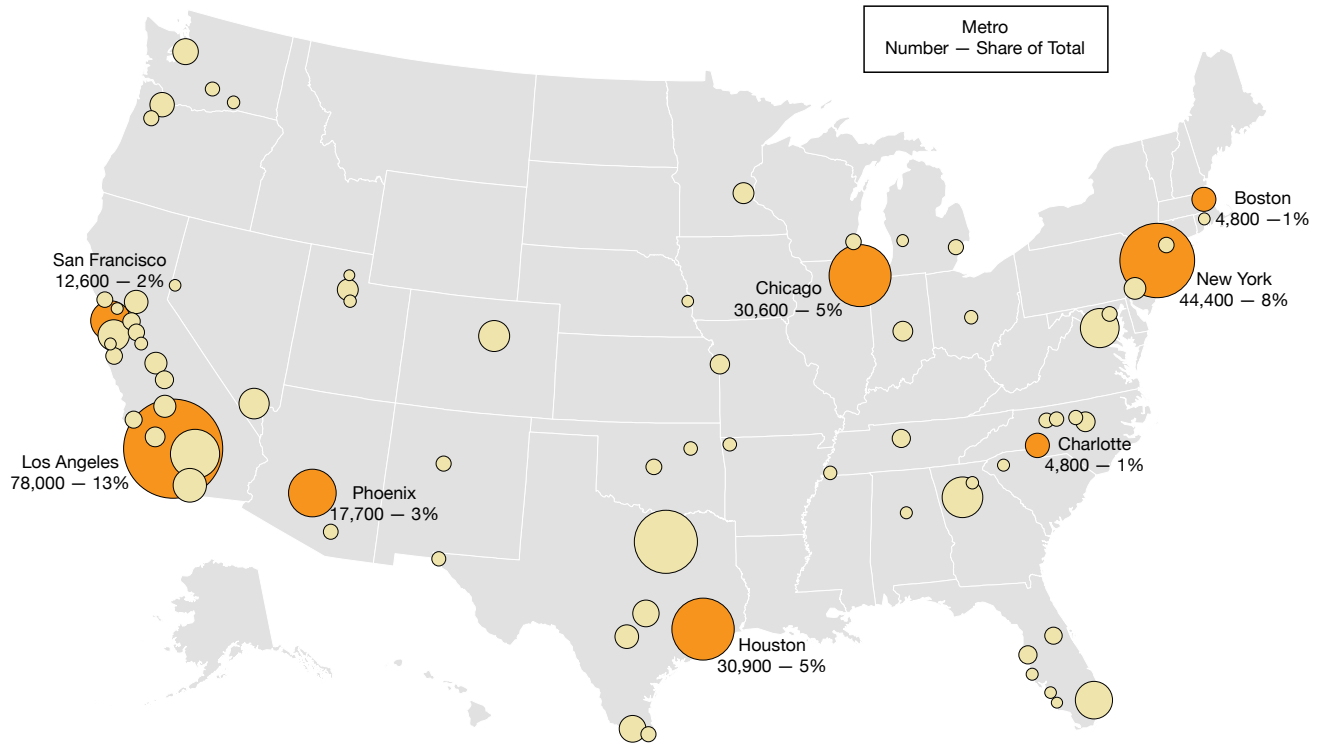 Metro
Number — Share of Total
Boston
4,800 —1%
San Francisco
12,600 — 2%
New York
44,400 — 8%
Chicago
30,600 — 5%
Charlotte
4,800 — 1%
Los Angeles
78,000 — 13%
Phoenix
17,700 — 3%
Houston
30,900 — 5%